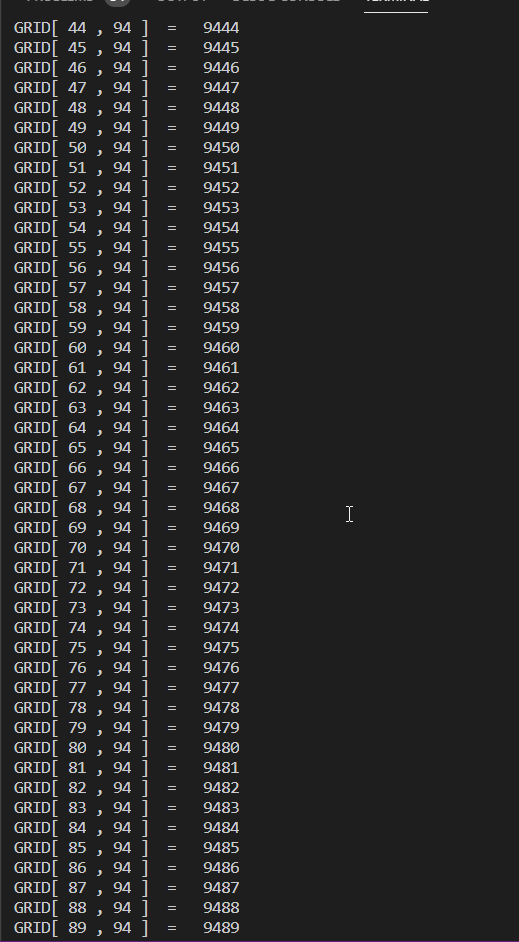 TERMINAL
GRID[ 44 , 94 ]  =   9444
GRID[ 45 , 94 ]  =   9445
GRID[ 46 , 94 ]  =   9446
GRID[ 47 , 94 ]  =   9447
GRID[ 48 , 94 ]  =   9448
GRID[ 49 , 94 ]  =   9449
GRID[ 50 , 94 ]  =   9450
GRID[ 51 , 94 ]  =   9451
GRID[ 52 , 94 ]  =   9452
GRID[ 53 , 94 ]  =   9453
GRID[ 54 , 94 ]  =   9454
GRID[ 55 , 94 ]  =   9455
GRID[ 56 , 94 ]  =   9456
GRID[ 57 , 94 ]  =   9457
GRID[ 58 , 94 ]  =   9458
GRID[ 59 , 94 ]  =   9459
GRID[ 60 , 94 ]  =   9460
GRID[ 61 , 94 ]  =   9461
GRID[ 62 , 94 ]  =   9462
GRID[ 63 , 94 ]  =   9463
GRID[ 64 , 94 ]  =   9464
GRID[ 65 , 94 ]  =   9465
GRID[ 66 , 94 ]  =   9466
GRID[ 67 , 94 ]  =   9467
GRID[ 68 , 94 ]  =   9468
GRID[ 69 , 94 ]  =   9469
GRID[ 70 , 94 ]  =   9470
GRID[ 71 , 94 ]  =   9471
GRID[ 72 , 94 ]  =   9472
GRID[ 73 , 94 ]  =   9473
GRID[ 74 , 94 ]  =   9474
GRID[ 75 , 94 ]  =   9475
GRID[ 76 , 94 ]  =   9476
GRID[ 77 , 94 ]  =   9477
GRID[ 78 , 94 ]  =   9478
GRID[ 79 , 94 ]  =   9479
GRID[ 80 , 94 ]  =   9480
GRID[ 81 , 94 ]  =   9481
GRID[ 82 , 94 ]  =   9482
GRID[ 83 , 94 ]  =   9483
GRID[ 84 , 94 ]  =   9484
GRID[ 85 , 94 ]  =   9485
GRID[ 86 , 94 ]  =   9486
GRID[ 87 , 94 ]  =   9487
GRID[ 88 , 94 ]  =   9488
GRID[ 89 , 94 ]  =   9489